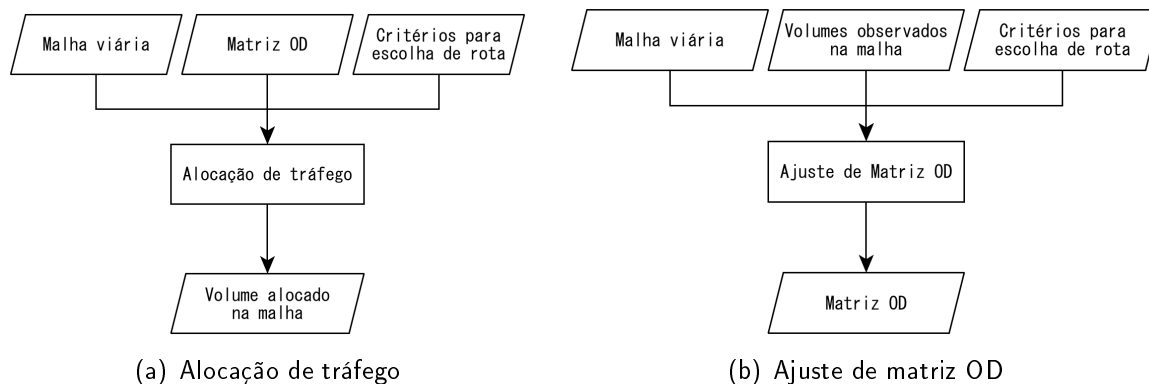 Malha viária
Matriz OD
Critérios para
escolha de rota
Alocação de tráfego
Volume alocado
na malha
(a) Alocação de tráfego
Malha viária
Volumes observados
na malha
Critérios para
escolha de rota
Ajuste de Matriz OD
Matriz OD
(b) Ajuste de matriz OD